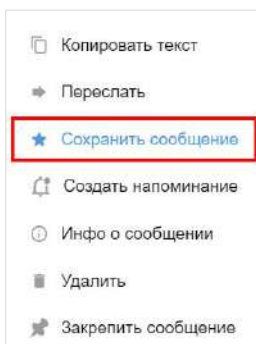 Копировать текст
Переслать
Сохранить сообщение
Создать напоминание
Инфо о сообщении
Удалить
Закрепить сообщение